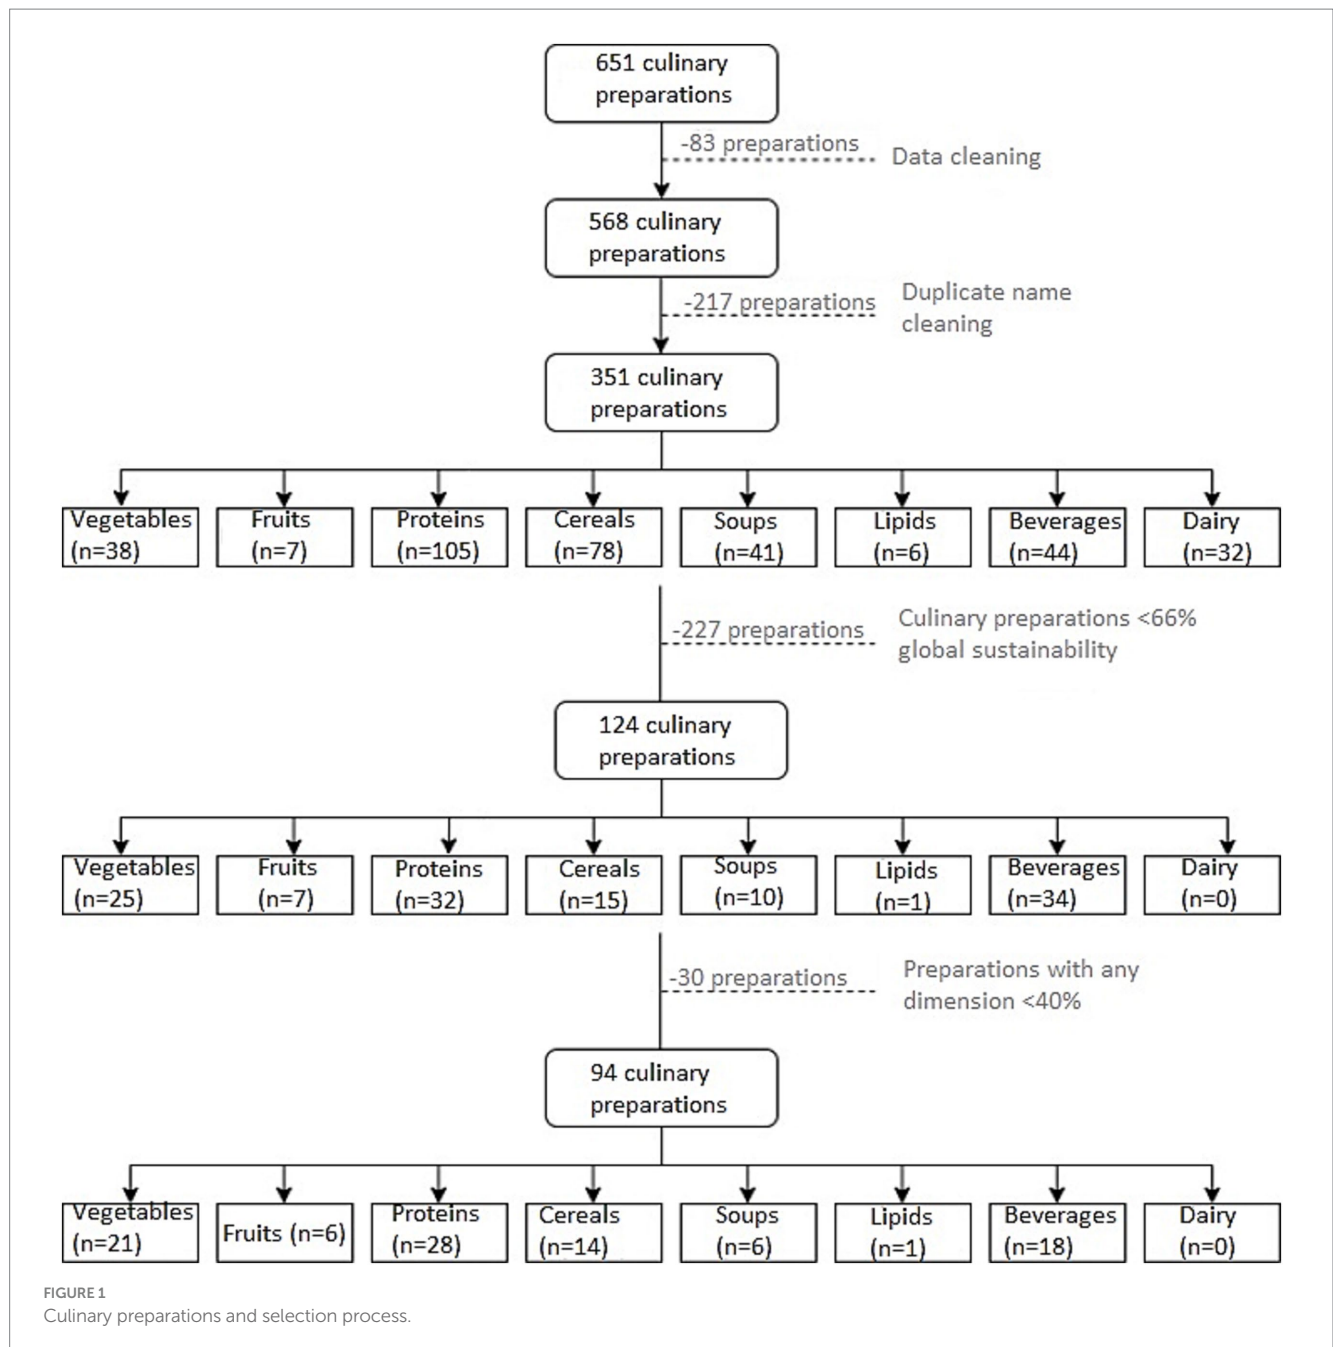 651 culinary
preparations
-83 preparations
Data cleaning
568 culinary
preparations
-217 preparations
Duplicate name
cleaning
351 culinary
preparations
Vegetables
(n=38)
Fruits
(n=7)
Proteins
(n=105)
Cereals
(n=78)
Soups
(n=41)
Lipids
(n=6)
Beverages
(n=44)
Dairy
(n=32)
-227 preparations
Culinary preparations <66%
global sustainability
124 culinary
preparations
Vegetables
(n=25)
Fruits
(n=7)
Proteins
(n=32)
Cereals
(n=15)
Soups
(n=10)
Lipids
(n=1)
Beverages
(n=34)
Dairy
(n=0)
-30 preparations
Preparations with any
dimension <40%
94 culinary
preparations
Vegetables
(n=21)
Fruits (n=6)
Proteins
(n=28)
Cereals
(n=14)
Soups
(n=6)
Lipids
(n=1)
Beverages
(n=18)
Dairy
(n=0)
FIGURE 1
Culinary preparations and selection process.